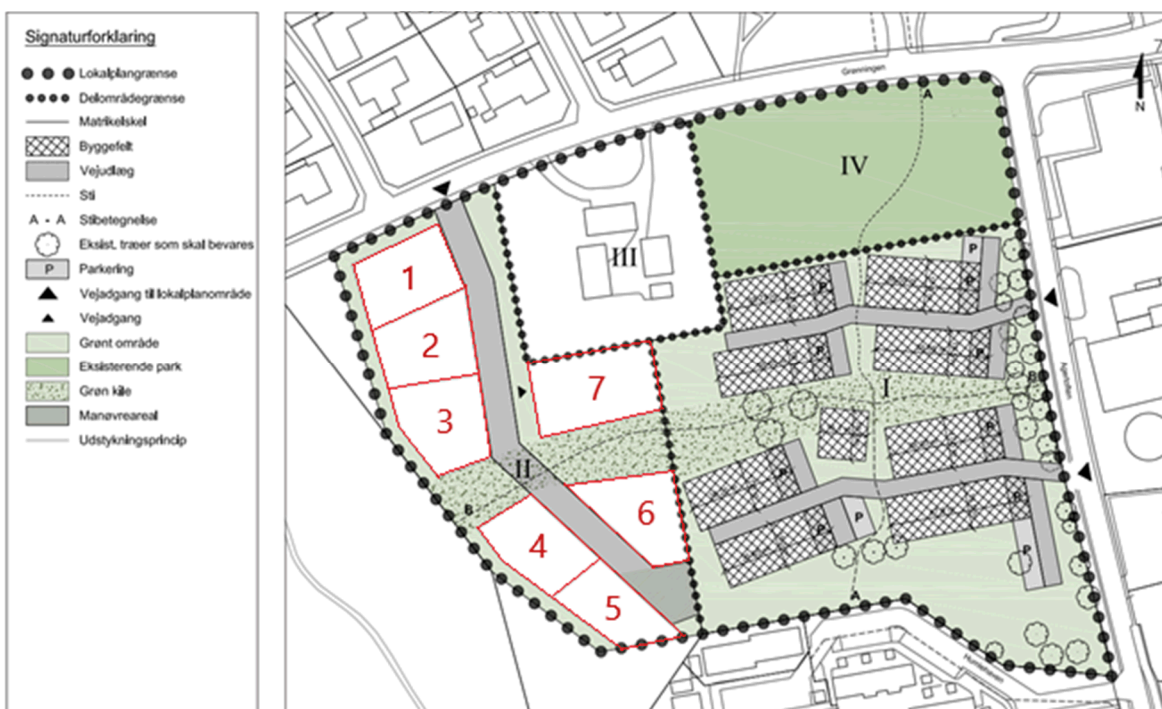 Signaturforklaring
Lokalplangrænse
Delområdegrænse
Matrikelskel
Byggefelt
Vejudlæg
Sti
A - A Stibetegnelse
Eksist, træer som skal bevares
P Parkering
Vejadgang til lokalplanområde
Vejadgang
Grønt område
Eksisterende park
Grøn kile
Manøvreareal
Udstykningsprincip
Grønningen
N
A
IV
III
1
2
3
7
I
II
6
4
5
B
B
P
P
P
P
P
P
P
P
P
P
P
P
A